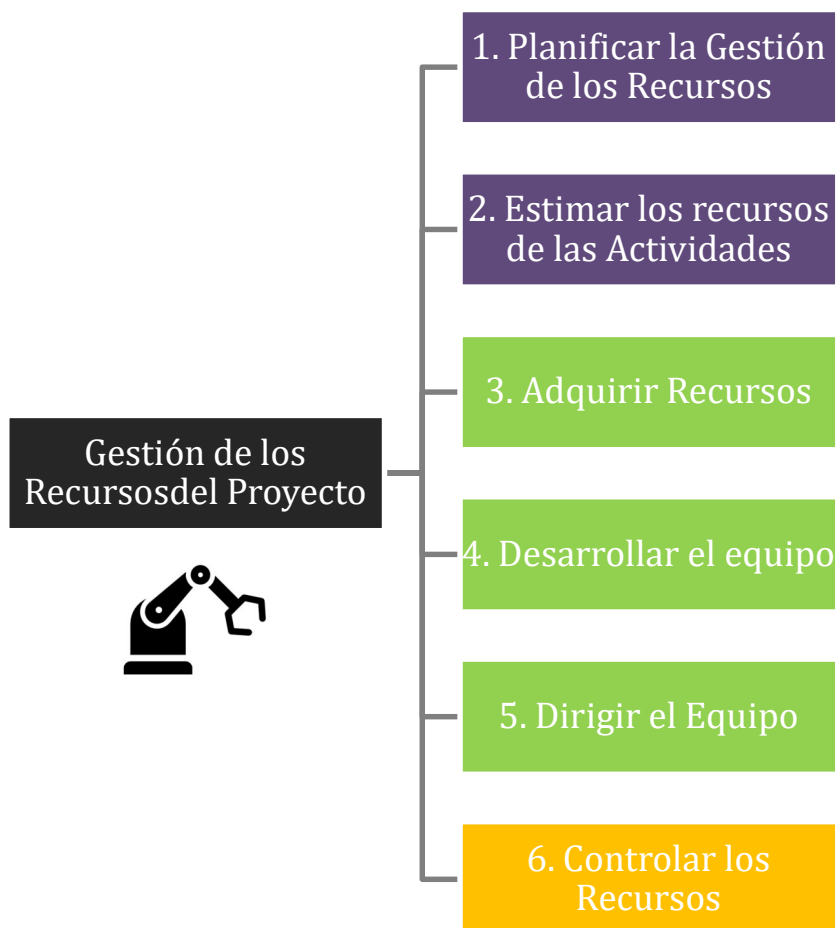 1. Planificar la Gestión
de los Recursos
2. Estimar los recursos
de las Actividades
3. Adquirir Recursos
Gestión de los
Recursosdel Proyecto
4. Desarrollar el equipo
5. Dirigir el Equipo
6. Controlar los
Recursos